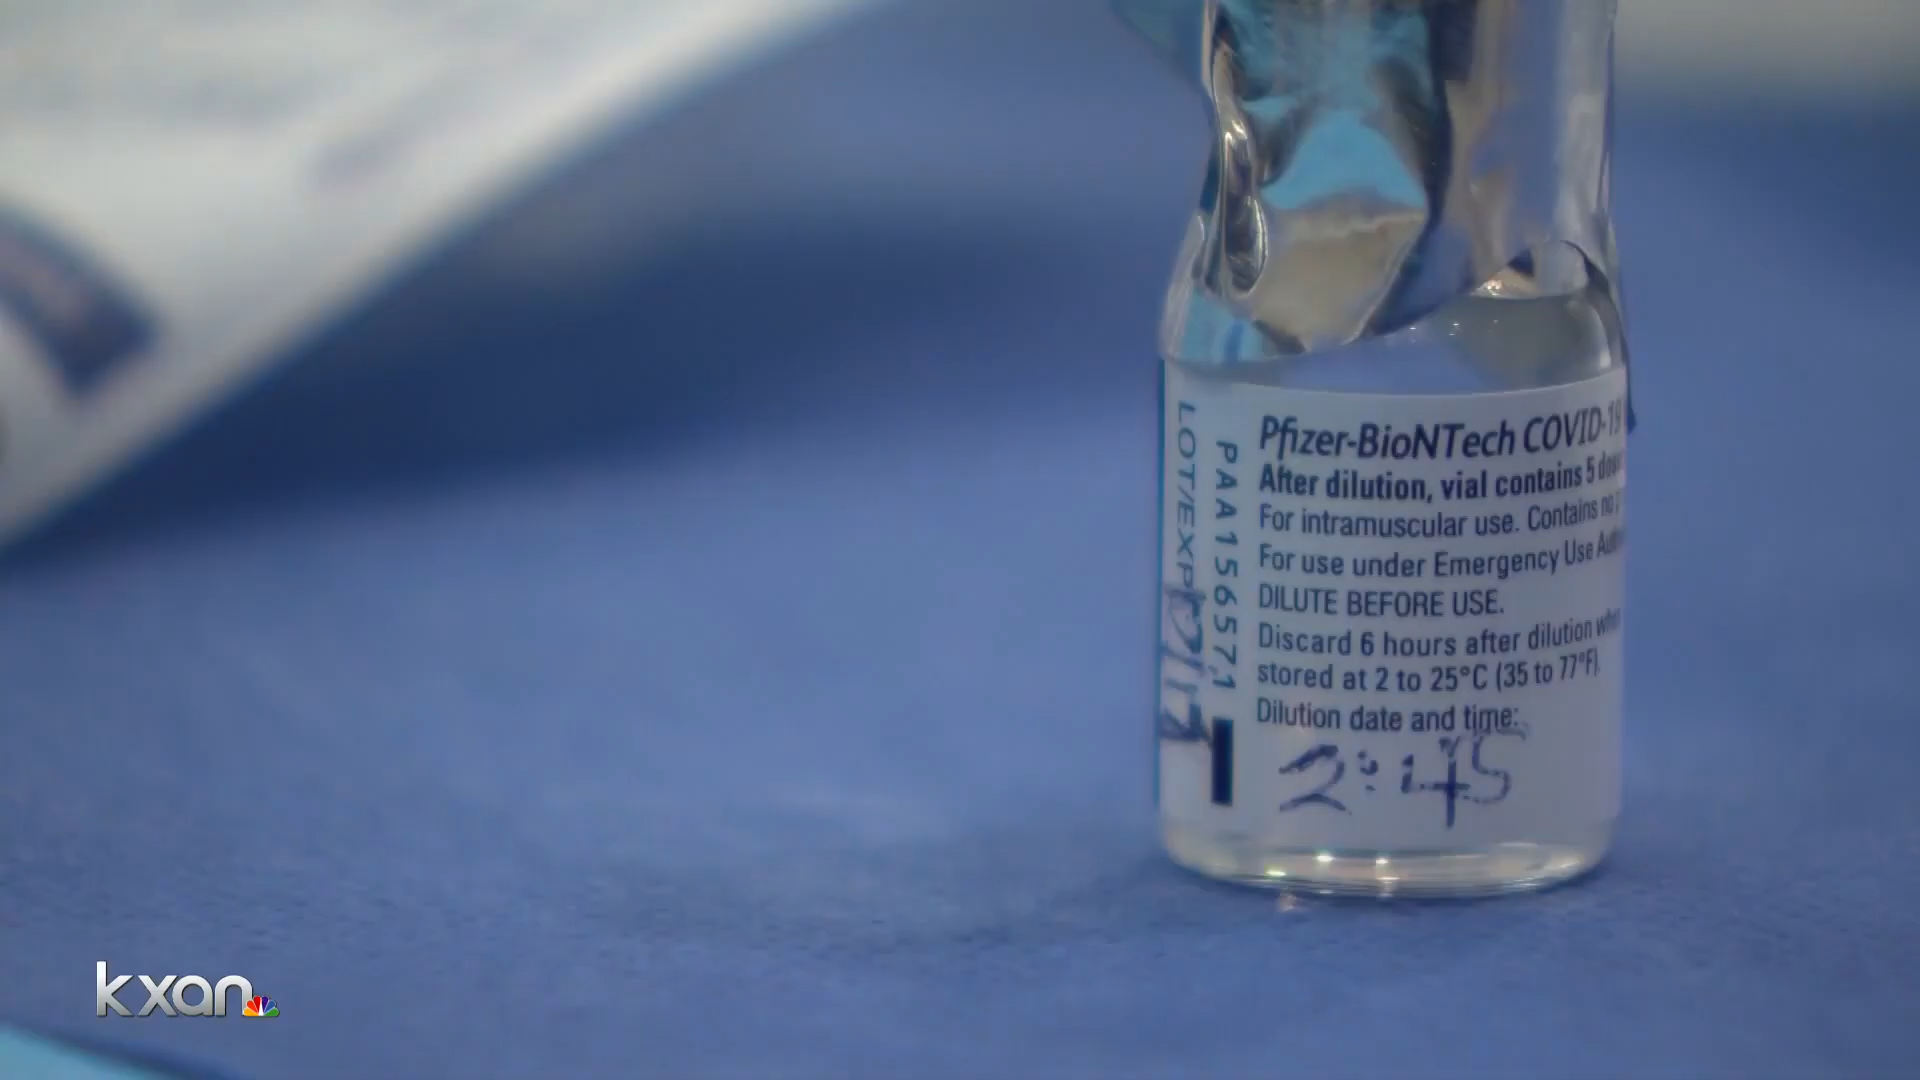 Pfizer-BioNTech COVID-19
After dilution, vial contains 5
For intramuscular use. Contains no
For use under Emergency Use
DILUTE BEFORE USE.
Discard 6 hours after dilution when
stored at 2 to 25°C (35 to 77°F).
Dilution date and time:
2:45
PAA156571
LOT/EXP
kxan